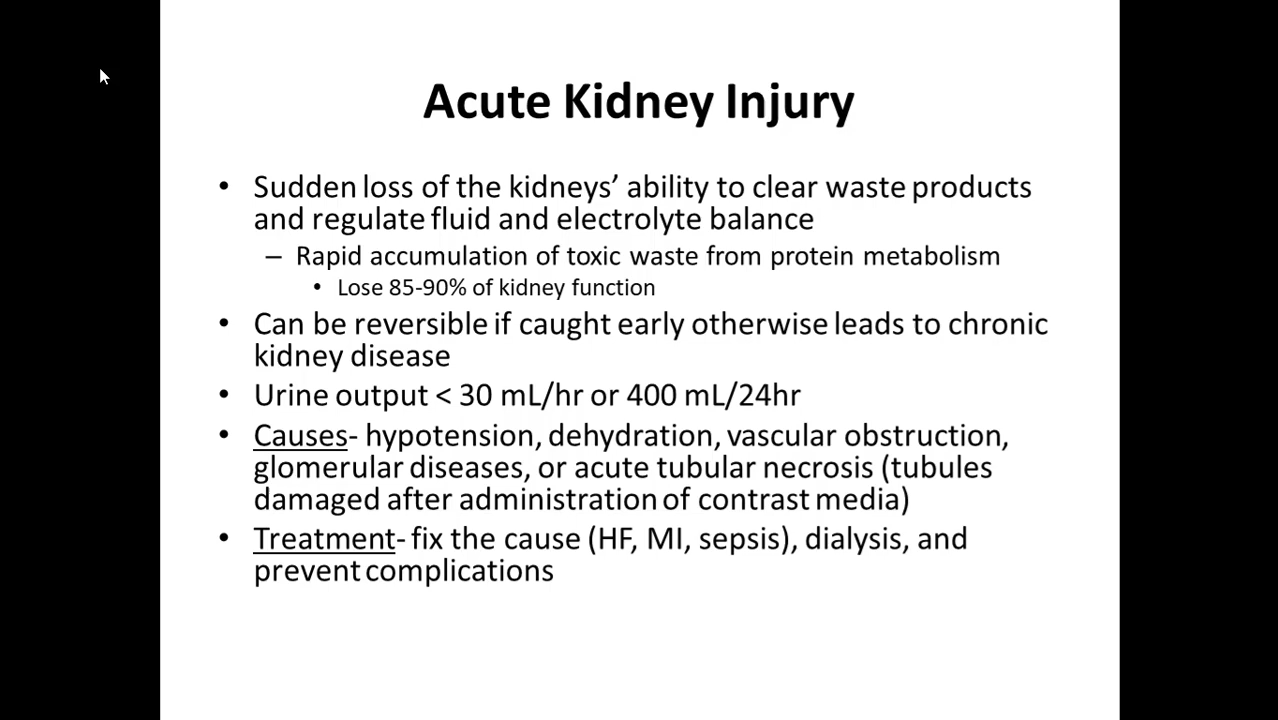 Acute Kidney Injury
• Sudden loss of the kidneys’ ability to clear waste products
and regulate fluid and electrolyte balance
– Rapid accumulation of toxic waste from protein metabolism
• Lose 85-90% of kidney function
• Can be reversible if caught early otherwise leads to chronic
kidney disease
• Urine output < 30 mL/hr or 400 mL/24hr
• Causes- hypotension, dehydration, vascular obstruction,
glomerular diseases, or acute tubular necrosis (tubules
damaged after administration of contrast media)
• Treatment- fix the cause (HF, MI, sepsis), dialysis, and
prevent complications